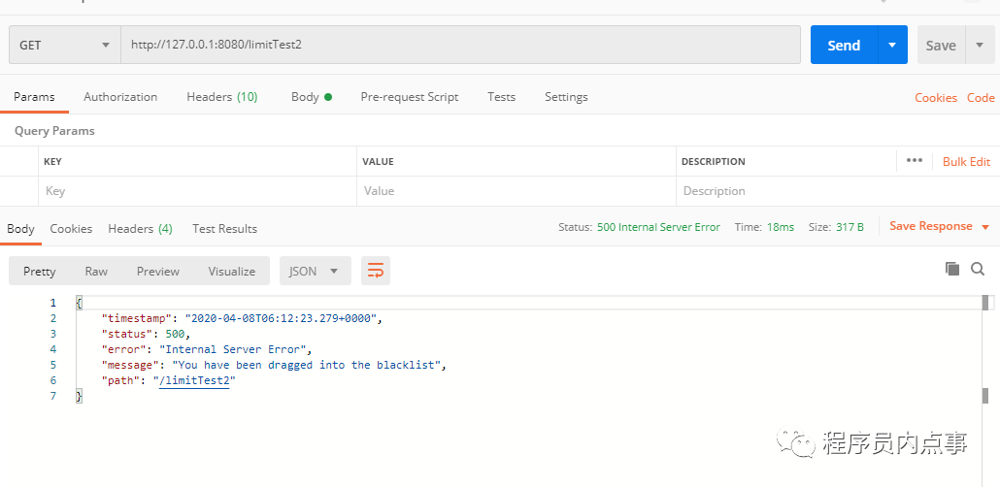 GET http://127.0.0.1:8080/limitTest2 Send Save
Params Authorization Headers (10) Body Pre-request Script Tests Settings Cookies Code
Query Params
KEY VALUE DESCRIPTION ••• Bulk Edit
Key Value Description
Body Cookies Headers (4) Test Results Status: 500 Internal Server Error Time: 18ms Size: 317 B Save Response
Pretty Raw Preview Visualize JSON
1 {
2 "timestamp": "2020-04-08T06:12:23.279+0000",
3 "status": 500,
4 "error": "Internal Server Error",
5 "message": "You have been dragged into the blacklist",
6 "path": "/limitTest2"
7 }
程序员内点事